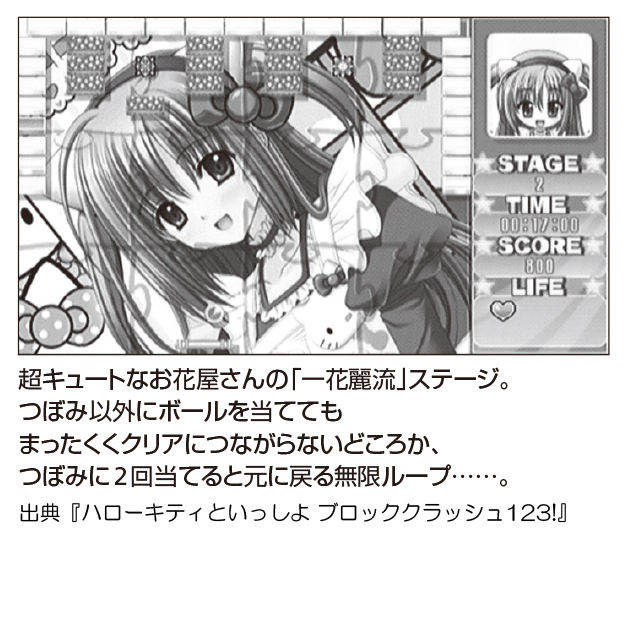 STAGE
2
TIME
00:17:00
SCORE
800
LIFE
超キュートなお花屋さんの「一花麗流」ステージ。
つぼみ以外にボールを当てても
まったくくクリアにつながらないどころか、
つぼみに2回当てると元に戻る無限ループ……。
出典『ハローキティといっしょ ブロッククラッシュ123!』